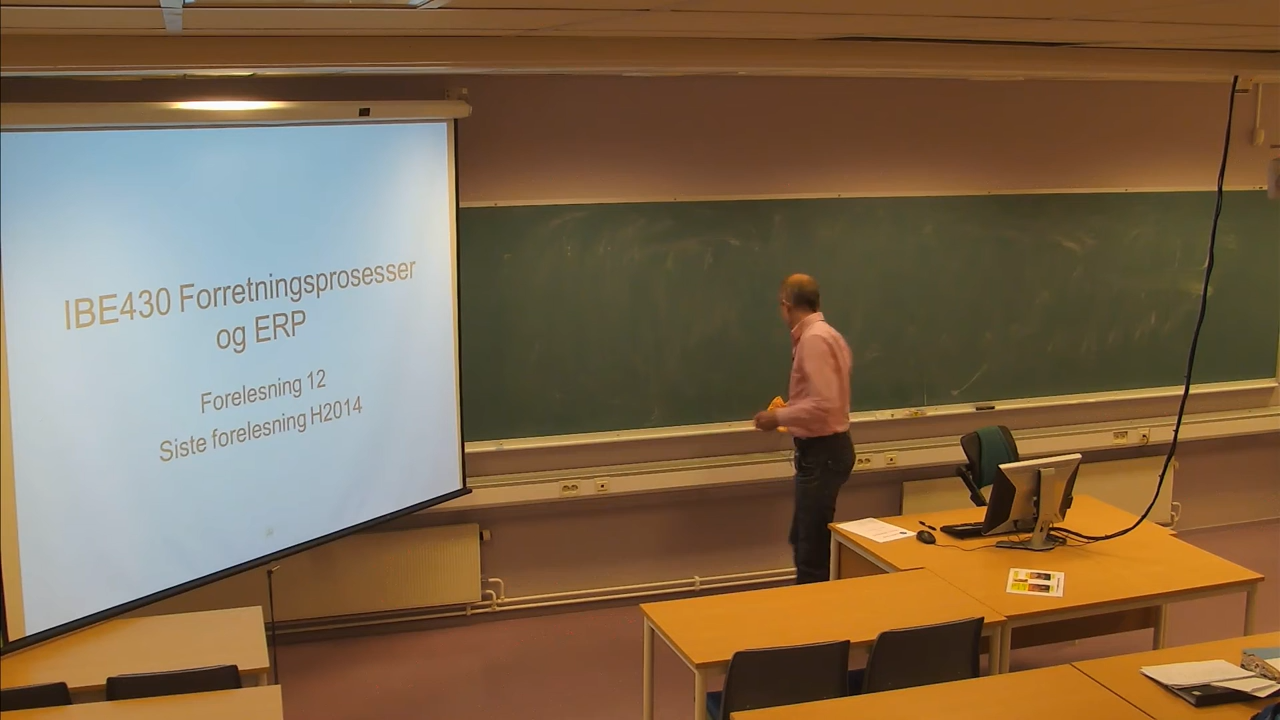 IBE430 Forretningsprosesser
og ERP
Forelesning 12
Siste forelesning H2014